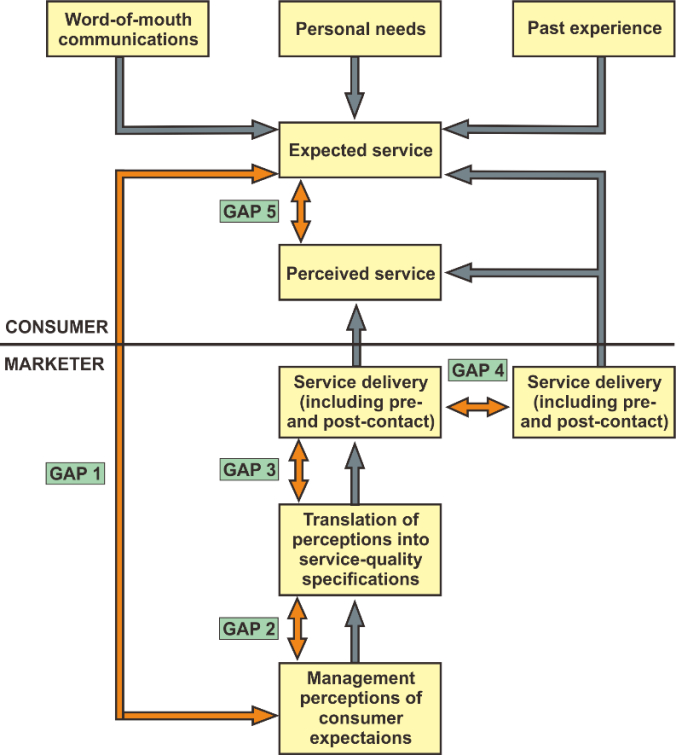 Word-of-mouth
communications
Personal needs
Past experience
Expected service
GAP 5
Perceived service
CONSUMER
MARKETER
Service delivery
(including pre-
and post-contact)
GAP 4
Service delivery
(including pre-
and post-contact)
GAP 1
GAP 3
Translation of
perceptions into
service-quality
specifications
GAP 2
Management
perceptions of
consumer
expectaions